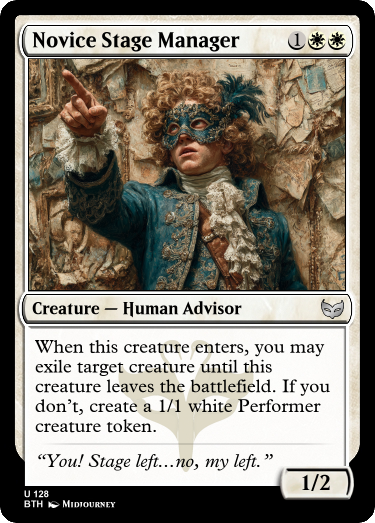 Novice Stage Manager 1
Creature — Human Advisor
When this creature enters, you may
exile target creature until this
creature leaves the battlefield. If you
don't, create a 1/1 white Performer
creature token.
“You! Stage left…no, my left.”
1/2
U 128
BTH Midjourney